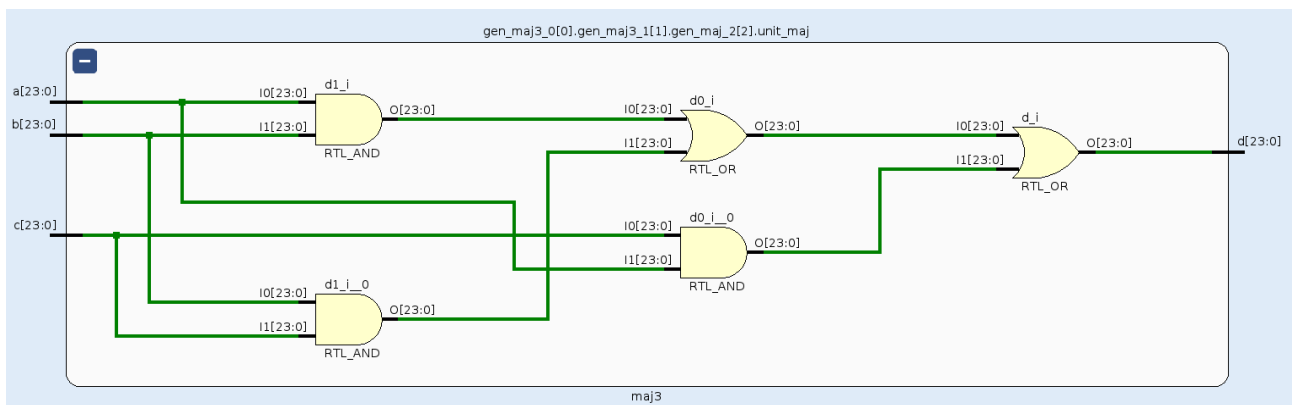 gen_maj3_0[0].gen_maj3_1[1].gen_maj_2[2].unit_maj
−
a[23:0]
b[23:0]
c[23:0]
d1_i
I0[23:0]
I1[23:0]
O[23:0]
RTL_AND
d1_i__0
I0[23:0]
I1[23:0]
O[23:0]
RTL_AND
d0_i
I0[23:0]
I1[23:0]
O[23:0]
RTL_OR
d0_i__0
I0[23:0]
I1[23:0]
O[23:0]
RTL_AND
d_i
I0[23:0]
I1[23:0]
O[23:0]
RTL_OR
d[23:0]
maj3